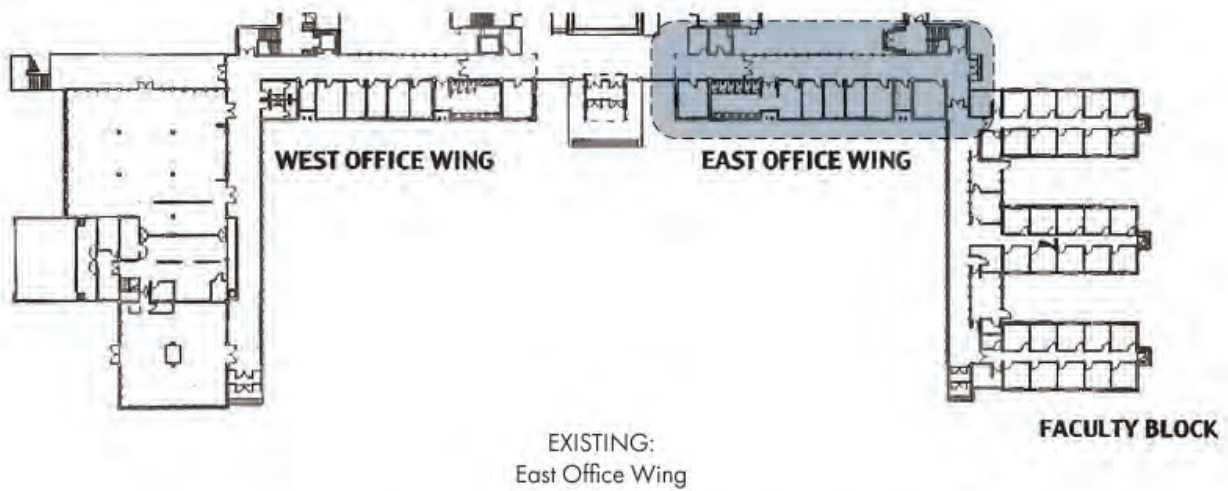 WEST OFFICE WING
EAST OFFICE WING
FACULTY BLOCK
EXISTING:
East Office Wing